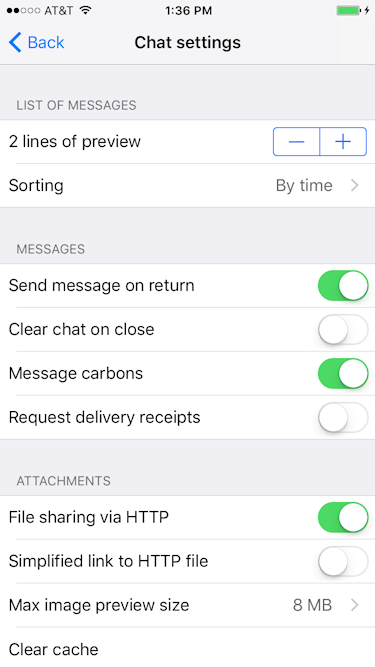 AT&T 1:36 PM
Back Chat settings
LIST OF MESSAGES
2 lines of preview
Sorting By time
MESSAGES
Send message on return
Clear chat on close
Message carbons
Request delivery receipts
ATTACHMENTS
File sharing via HTTP
Simplified link to HTTP file
Max image preview size 8 MB
Clear cache